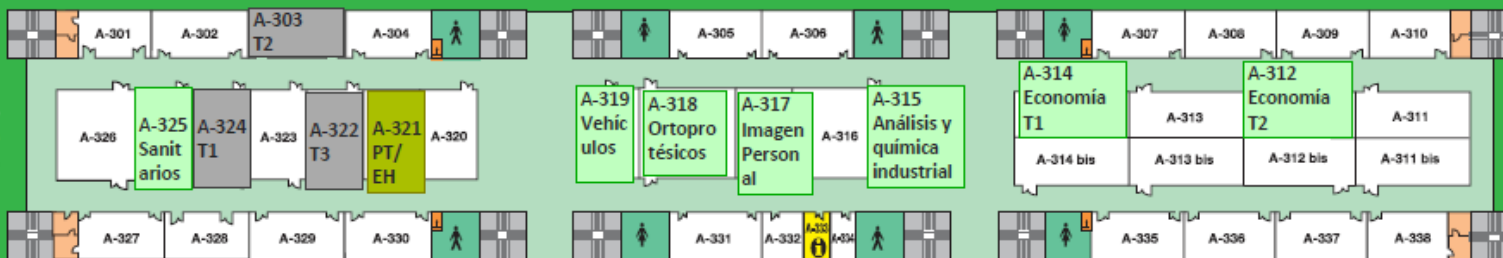 A-301
A-302
A-303
T2
A-304
A-305
A-306
A-307
A-308
A-309
A-310
A-326
A-325
Sanit
arios
A-324
T1
A-323
A-322
T3
A-321
PT/
EH
A-320
A-319
Vehíc
ulos
A-318
Ortopro
tésicos
A-317
Imagen
Person
al
A-316
A-315
Análisis y
química
industrial
A-314
Economía
T1
A-313
A-312
Economía
T2
A-311
A-314 bis
A-313 bis
A-312 bis
A-311 bis
A-327
A-328
A-329
A-330
A-331
A-332
A-333
A-334
A-335
A-336
A-337
A-338